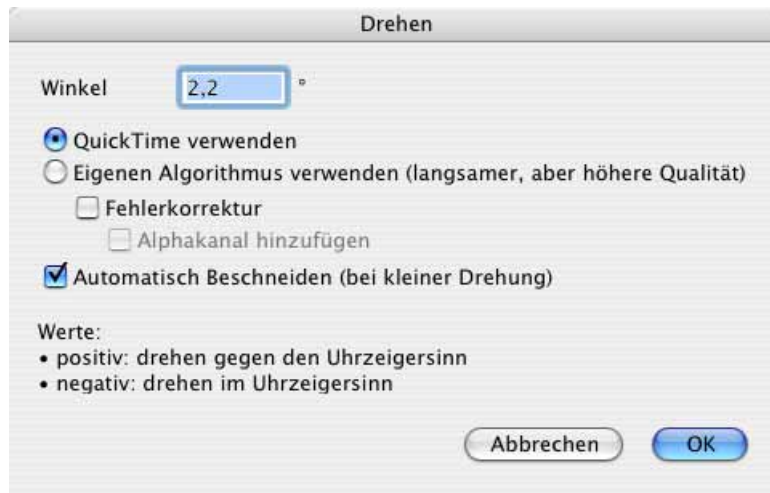 Drehen
Winkel 2,2 °
QuickTime verwenden
Eigenen Algorithmus verwenden (langsamer, aber höhere Qualität)
Fehlerkorrektur
Alphakanal hinzufügen
Automatisch Beschneiden (bei kleiner Drehung)
Werte:
• positiv: drehen gegen den Uhrzeigersinn
• negativ: drehen im Uhrzeigersinn
Abbrechen OK